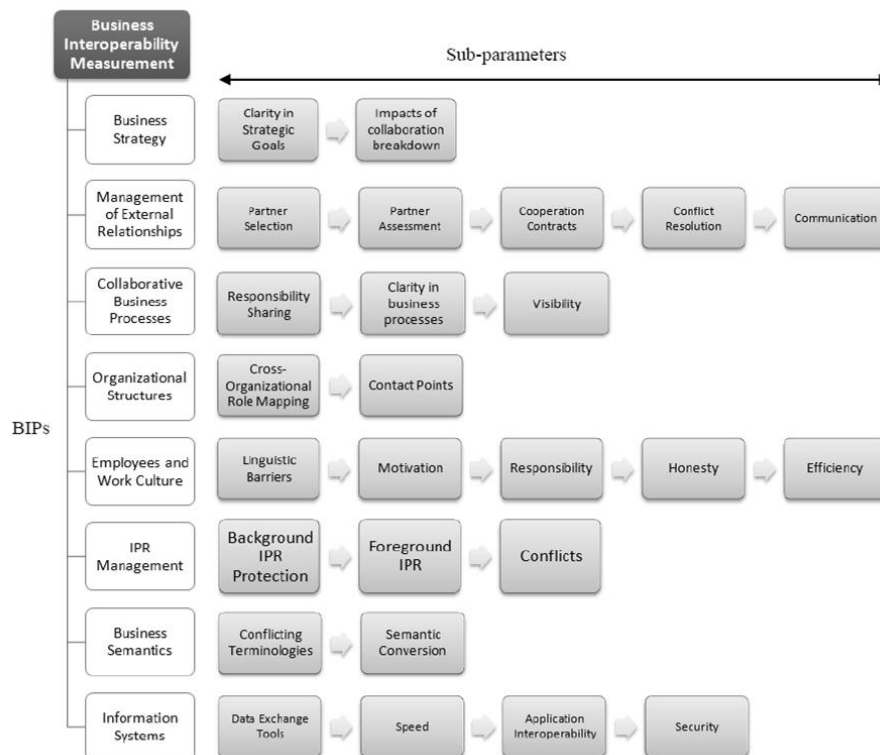 Business
Interoperability
Measurement
Sub-parameters
Business
Strategy
Clarity in
Strategic
Goals
Impacts of
collaboration
breakdown
Management
of External
Relationships
Partner
Selection
Partner
Assessment
Cooperation
Contracts
Conflict
Resolution
Communication
Collaborative
Business
Processes
Responsibility
Sharing
Clarity in
business
processes
Visibility
Organizational
Structures
Cross-
Organizational
Role Mapping
Contact Points
BIPs
Employees and
Work Culture
Linguistic
Barriers
Motivation
Responsibility
Honesty
Efficiency
IPR
Management
Background
IPR
Protection
Foreground
IPR
Conflicts
Business
Semantics
Conflicting
Terminologies
Semantic
Conversion
Information
Systems
Data Exchange
Tools
Speed
Application
Interoperability
Security